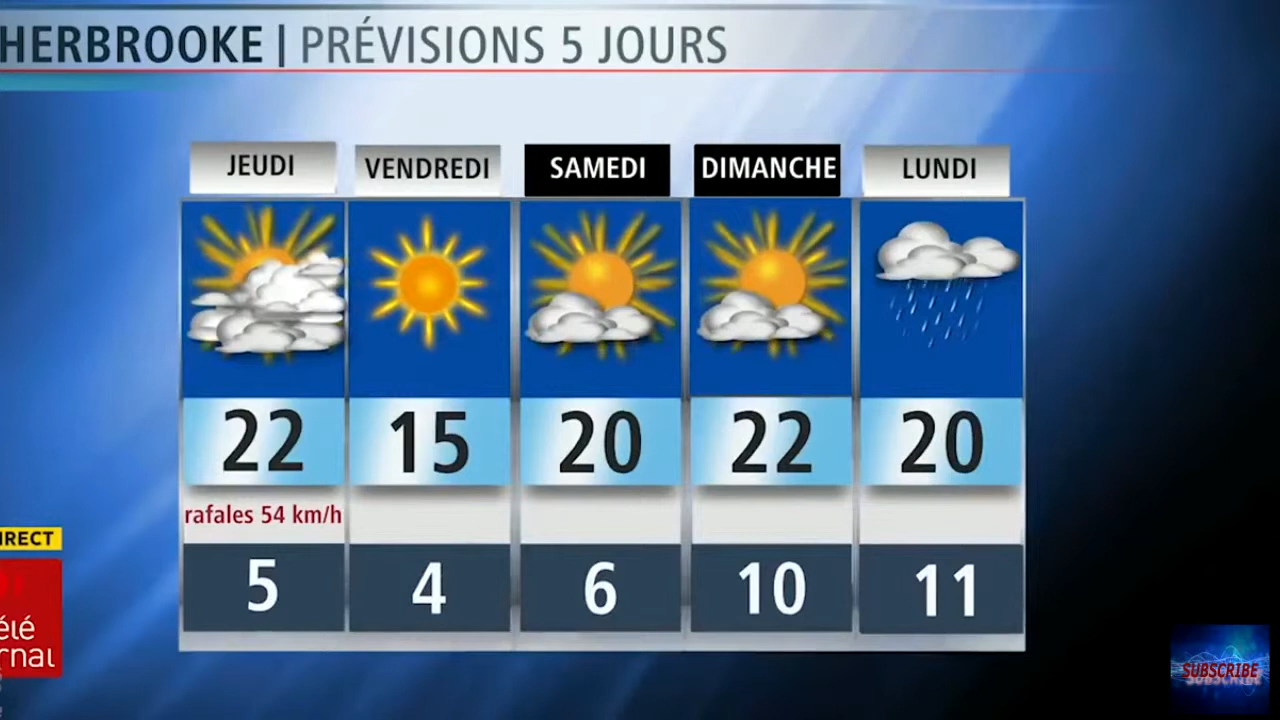 HERBROOKE | PRÉVISIONS 5 JOURS
JEUDI VENDREDI SAMEDI DIMANCHE LUNDI
22 15 20 22 20
rafales 54 km/h
5 4 6 10 11
IRECT
élé
rnal
SUBSCRIBE